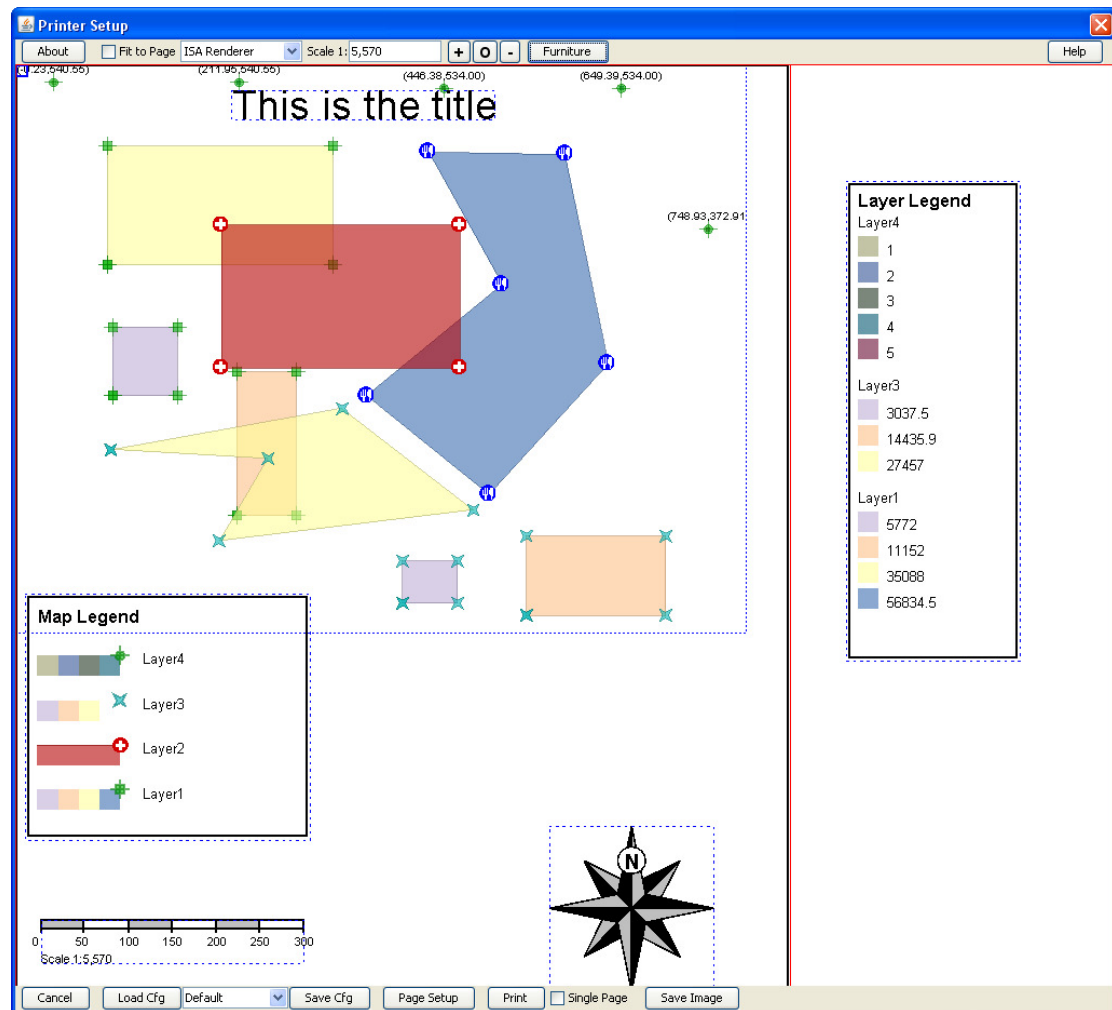 Printer Setup
About Fit to Page ISA Renderer Scale 1: 5,570 + O - Furniture Help
(211.95,540.55) (446.38,534.00) (649.39,534.00)
This is the title
(748.93,372.91
Layer Legend
Layer4
1
2
3
4
5
Layer3
3037.5
14435.9
27457
Layer1
5772
11152
35088
56834.5
Map Legend
Layer4
Layer3
Layer2
Layer1
N
0 50 100 150 200 250 300
Scale 1:5,570
Cancel Load Cfg Default Save Cfg Page Setup Print Single Page Save Image